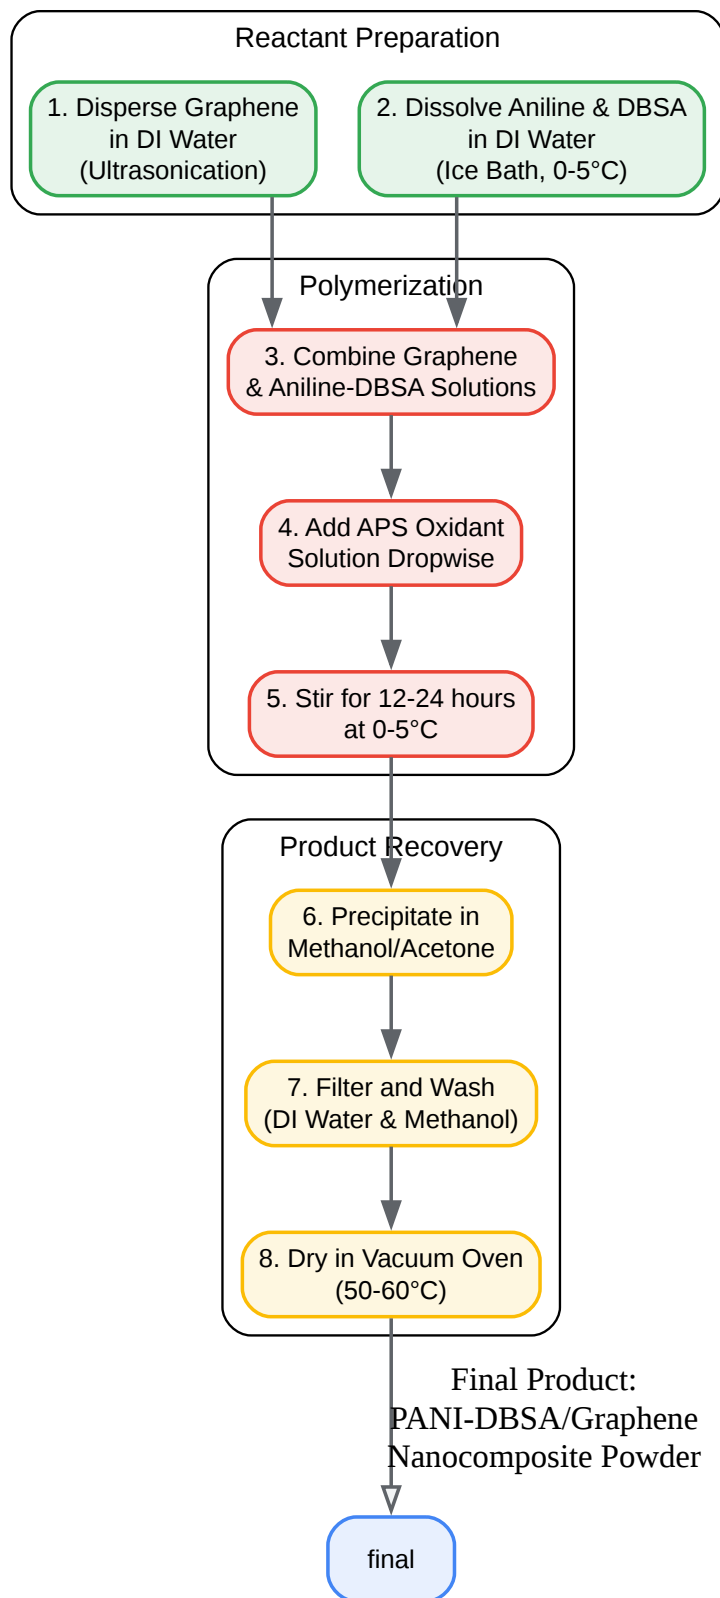 Reactant Preparation
1. Disperse Graphene
in DI Water
(Ultrasonication)
2. Dissolve Aniline & DBSA
in DI Water
(Ice Bath, 0-5°C)
Polymerization
3. Combine Graphene
& Aniline-DBSA Solutions
4. Add APS Oxidant
Solution Dropwise
5. Stir for 12-24 hours
at 0-5°C
Product Recovery
6. Precipitate in
Methanol/Acetone
7. Filter and Wash
(DI Water & Methanol)
8. Dry in Vacuum Oven
(50-60°C)
Final Product:
PANI-DBSA/Graphene
Nanocomposite Powder
final